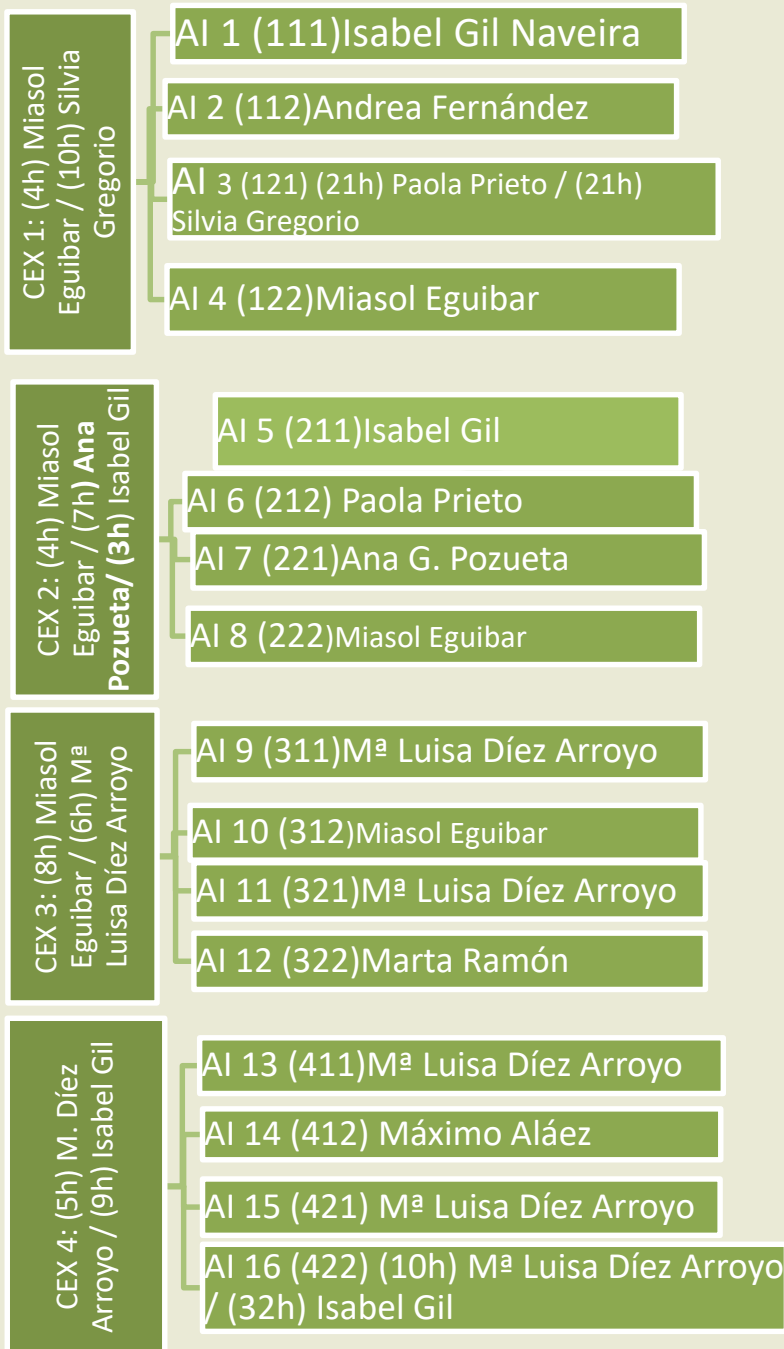 CEX 1: (4h) Miasol
Eguibar / (10h) Silvia
Gregorio
AI 1 (111)Isabel Gil Naveira
AI 2 (112)Andrea Fernández
AI 3 (121) (21h) Paola Prieto / (21h)
Silvia Gregorio
AI 4 (122)Miasol Eguibar
CEX 2: (4h) Miasol
Eguibar / (7h) Ana
Pozueta/ (3h) Isabel Gil
AI 5 (211)Isabel Gil
AI 6 (212) Paola Prieto
AI 7 (221)Ana G. Pozueta
AI 8 (222)Miasol Eguibar
CEX 3: (8h) Miasol
Eguibar / (6h) Mª
Luisa Díez Arroyo
AI 9 (311)Mª Luisa Díez Arroyo
AI 10 (312)Miasol Eguibar
AI 11 (321)Mª Luisa Díez Arroyo
AI 12 (322)Marta Ramón
CEX 4: (5h) M. Díez
Arroyo / (9h) Isabel Gil
AI 13 (411)Mª Luisa Díez Arroyo
AI 14 (412) Máximo Aláez
AI 15 (421) Mª Luisa Díez Arroyo
AI 16 (422) (10h) Mª Luisa Díez Arroyo
/ (32h) Isabel Gil